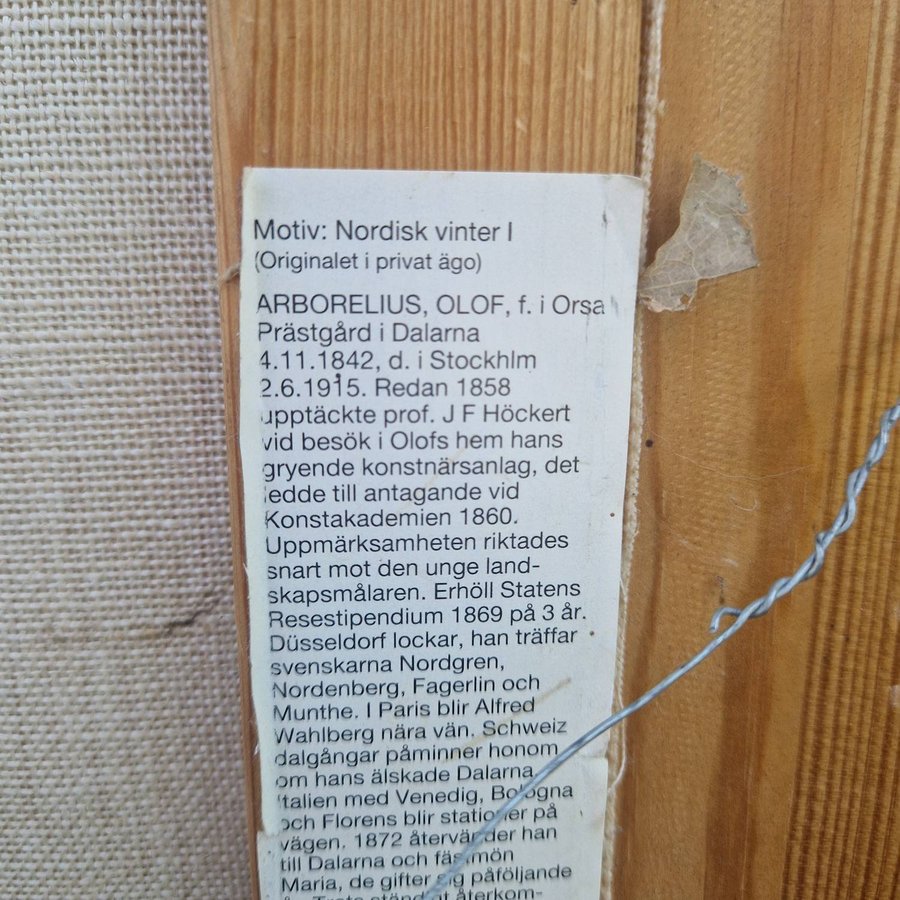 Motiv: Nordisk vinter I
(Originalet i privat ägo)
ARBORELIUS, OLOF, f. i Orsa
Prästgård i Dalarna
4.11.1842, d. i Stockhlm
2.6.1915. Redan 1858
upptäckte prof. J F Höckert
vid besök i Olofs hem hans
gryende konstnärsanlag, det
ledde till antagande vid
Konstakademien 1860.
Uppmärksamheten riktades
snart mot den unge land-
skapsmålaren. Erhöll Statens
Resestipendium 1869 på 3 år.
Düsseldorf lockar, han träffar
svenskarna Nordgren,
Nordenberg, Fagerlin och
Munthe. I Paris blir Alfred
Wahlberg nära vän. Schweiz
dalgångar påminner honom
om hans älskade Dalarna.
Italien med Venedig, Bologna
och Florens blir stationer på
vägen. 1872 återvänder han
till Dalarna och fästmön
Maria, de gifter sig påföljande
år. Trots ständigt återkom-